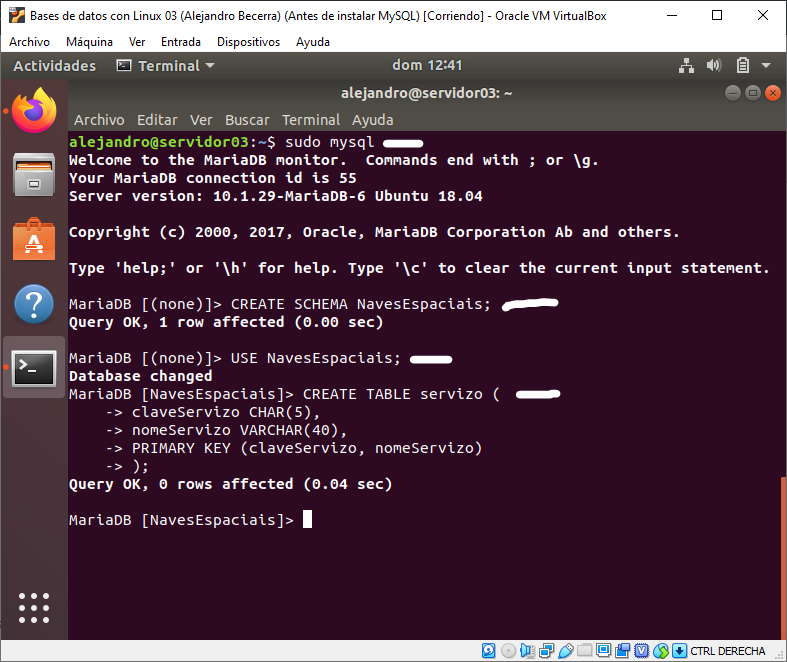 Bases de datos con Linux 03 (Alejandro Becerra) (Antes de instalar MySQL) [Corriendo] - Oracle VM VirtualBox
Archivo Máquina Ver Entrada Dispositivos Ayuda
Actividades Terminal dom 12:41
alejandro@servidor03: ~
Archivo Editar Ver Buscar Terminal Ayuda
alejandro@servidor03:~$ sudo mysql
Welcome to the MariaDB monitor.  Commands end with ; or \g.
Your MariaDB connection id is 55
Server version: 10.1.29-MariaDB-6 Ubuntu 18.04
Copyright (c) 2000, 2017, Oracle, MariaDB Corporation Ab and others.
Type 'help;' or '\h' for help. Type '\c' to clear the current input statement.
MariaDB [(none)]> CREATE SCHEMA NavesEspaciais;
Query OK, 1 row affected (0.00 sec)
MariaDB [(none)]> USE NavesEspaciais;
Database changed
MariaDB [NavesEspaciais]> CREATE TABLE servizo (
    -> claveServizo CHAR(5),
    -> nomeServizo VARCHAR(40),
    -> PRIMARY KEY (claveServizo, nomeServizo)
    -> );
Query OK, 0 rows affected (0.04 sec)
MariaDB [NavesEspaciais]>
CTRL DERECHA